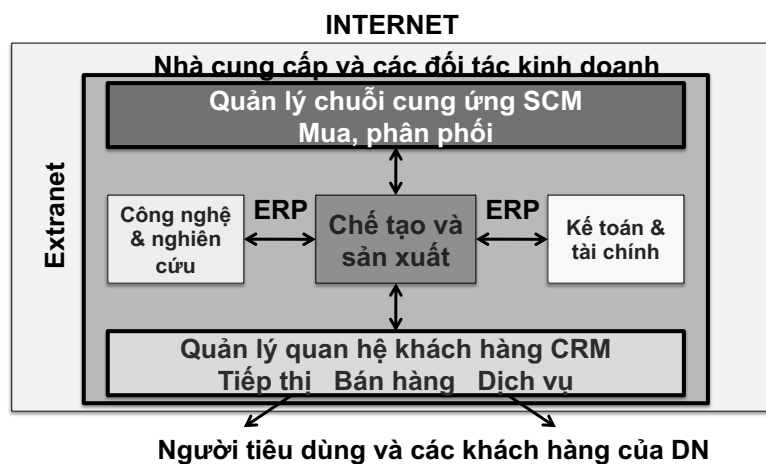 INTERNET
Nhà cung cấp và các đối tác kinh doanh
Quản lý chuỗi cung ứng SCM
Mua, phân phối
Extranet
Công nghệ
& nghiên
cứu
ERP
Chế tạo và
sản xuất
ERP
Kế toán &
tài chính
Quản lý quan hệ khách hàng CRM
Tiếp thị Bán hàng Dịch vụ
Người tiêu dùng và các khách hàng của DN